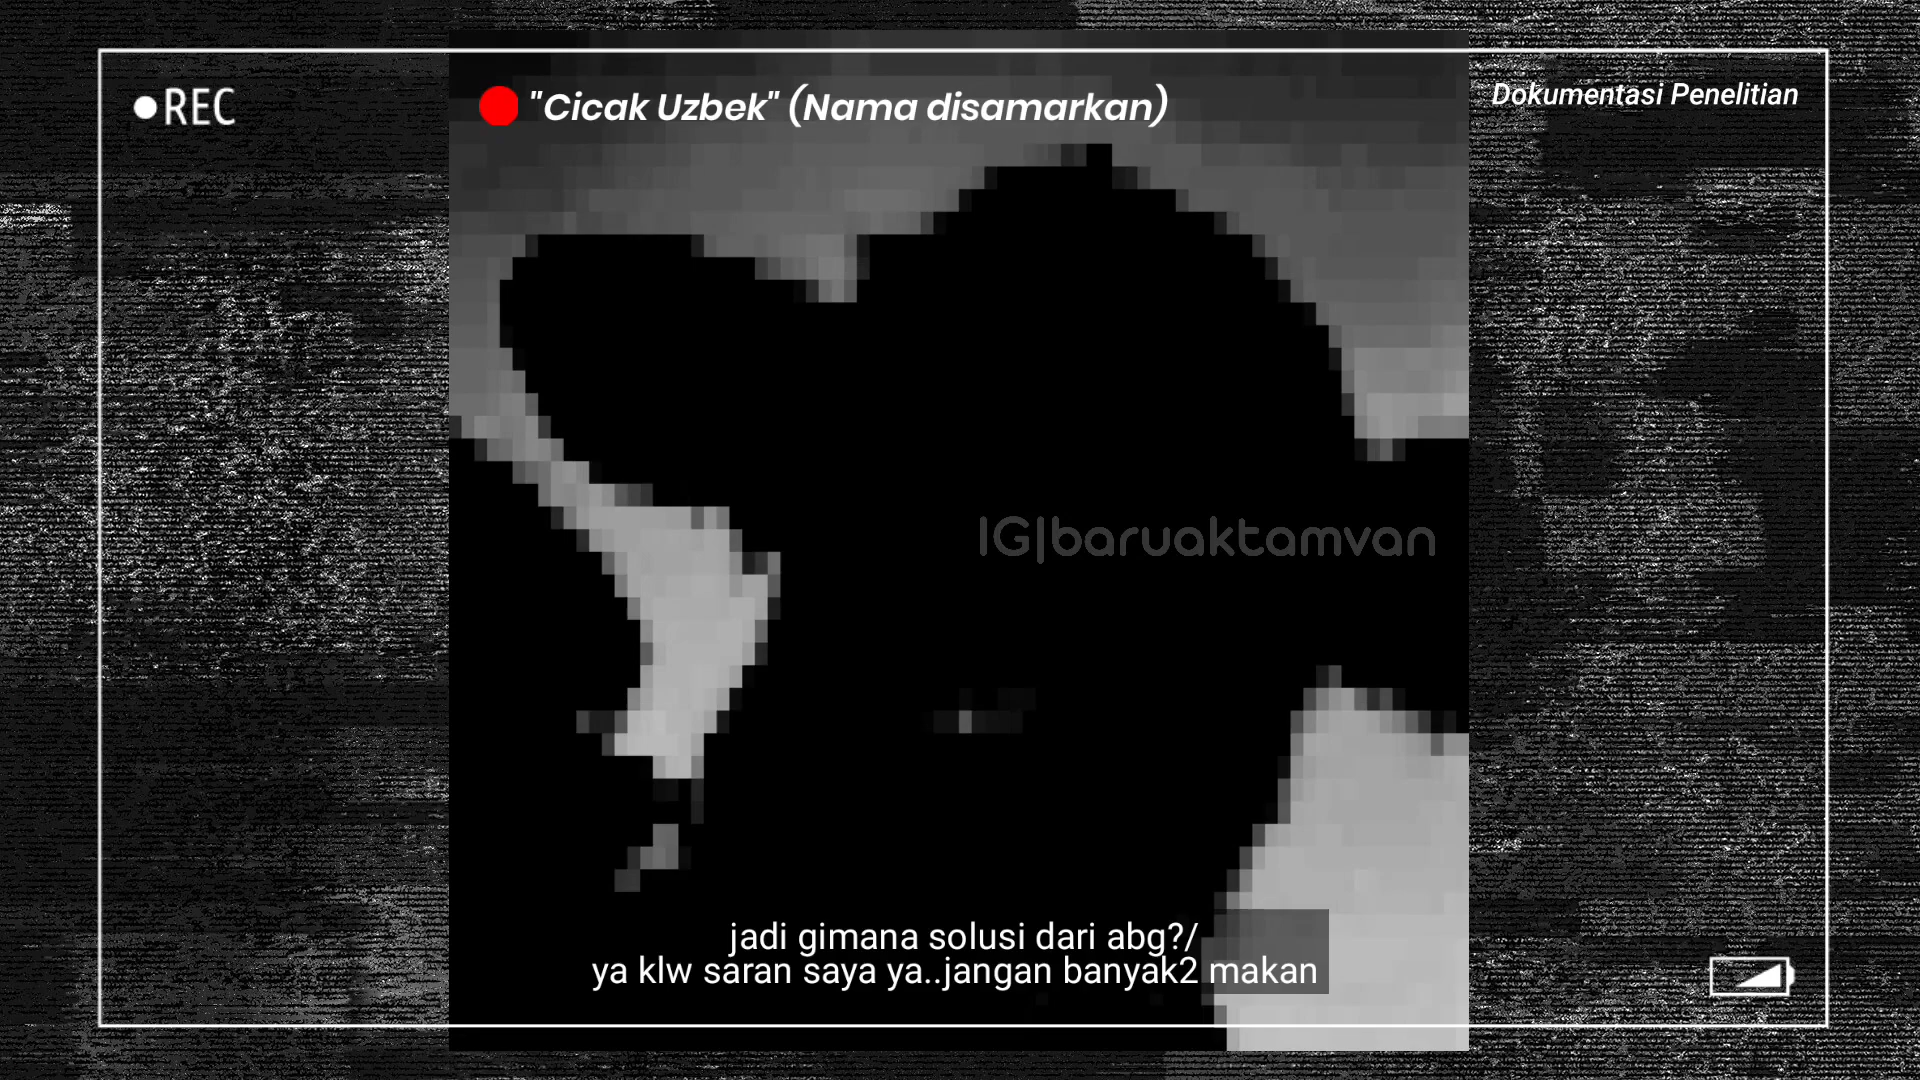 REC
"Cicak Uzbek" (Nama disamarkan)
Dokumentasi Penelitian
IG|baruaktamvan
jadi gimana solusi dari abg?/
ya klw saran saya ya..jangan banyak2 makan